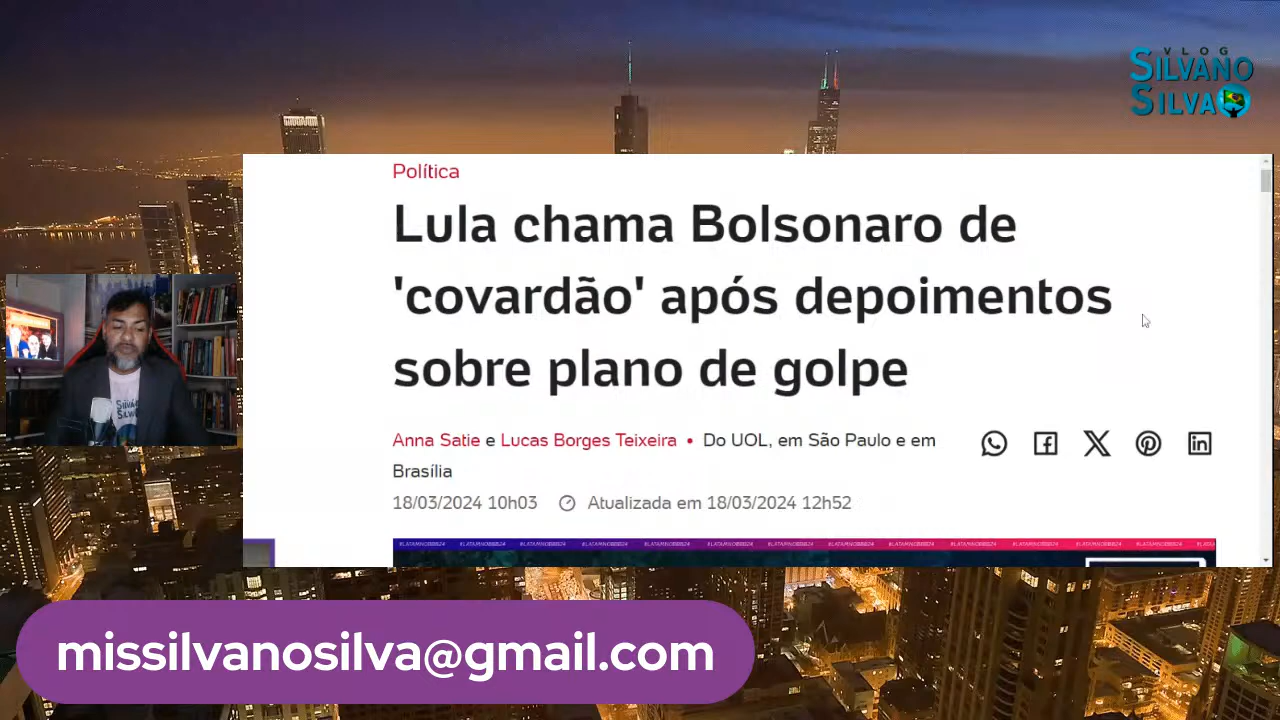 VLOG
SILVANO
SILVA
Política
Lula chama Bolsonaro de
'covardão' após depoimentos
sobre plano de golpe
Anna Satie e Lucas Borges Teixeira • Do UOL, em São Paulo e em
Brasília
18/03/2024 10h03 Atualizada em 18/03/2024 12h52
missilvanosilva@gmail.com